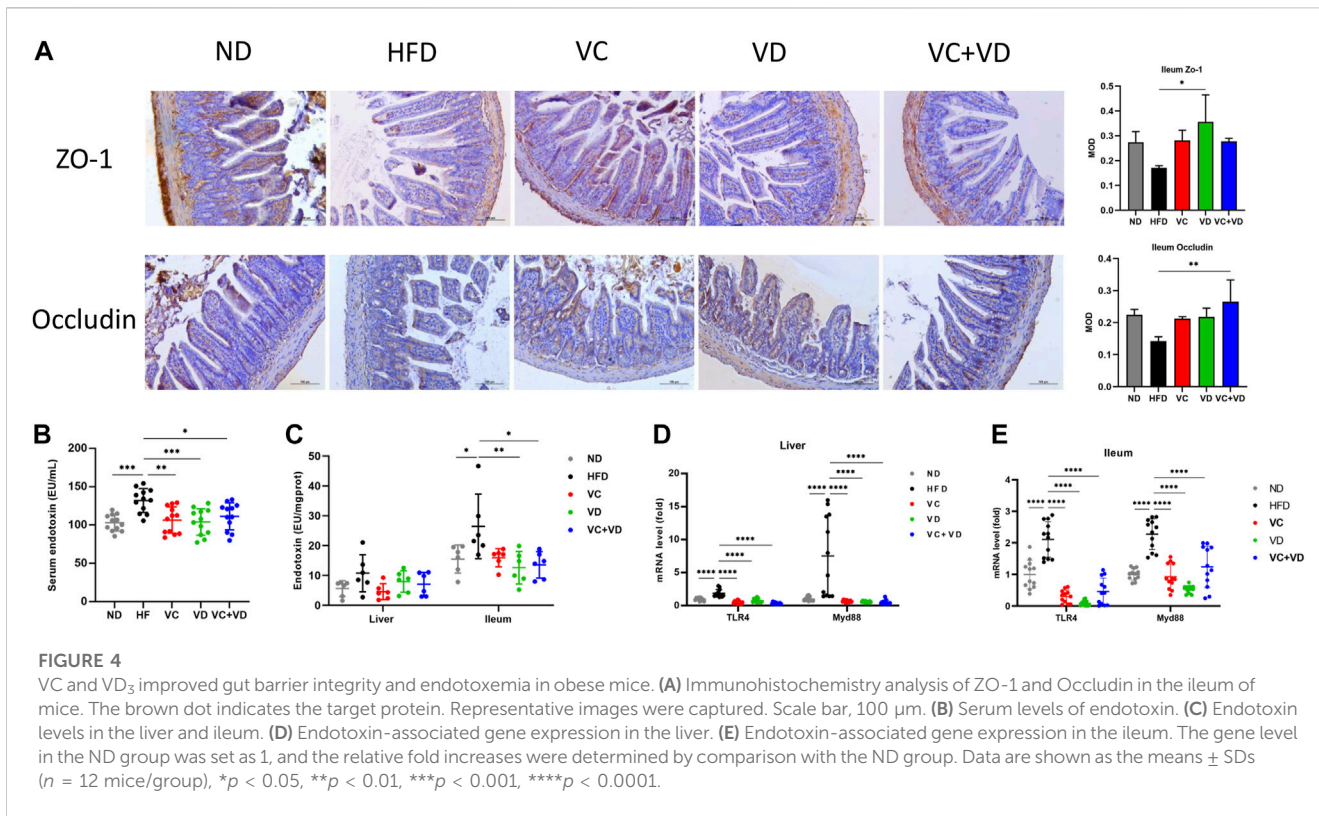 A
ND
HFD
VC
VD
VC+VD
ZO-1
Occludin
Ileum Zo-1
*
MOD
0.5
0.4
0.3
0.2
0.1
0.0
ND
HFD
VC
VD
VC+VD
Ileum Occludin
**
MOD
0.4
0.3
0.2
0.1
0.0
ND
HFD
VC
VD
VC+VD
B
Serum endotoxin (EU/mL)
200
150
100
50
0
*
***
*** **
ND
HF
VC
VD
VC+VD
C
Endotoxin (EU/mgprot)
50
40
30
20
10
0
*
* **
Liver
Ileum
ND
HFD
VC
VD
VC+VD
D
Liver
mRNA level (fold)
20
15
10
5
0
ND
HFD
VC
VD
VC+VD
****
****
**** ****
****
****
**** ****
TLR4
Myd88
E
Ileum
mRNA level (fold)
4
3
2
1
0
****
****
**** ****
****
****
**** ****
TLR4
Myd88
ND
HFD
VC
VD
VC+VD
FIGURE 4
VC and VD₃ improved gut barrier integrity and endotoxemia in obese mice. (A) Immunohistochemistry analysis of ZO-1 and Occludin in the ileum of
mice. The brown dot indicates the target protein. Representative images were captured. Scale bar, 100 μm. (B) Serum levels of endotoxin. (C) Endotoxin
levels in the liver and ileum. (D) Endotoxin-associated gene expression in the liver. (E) Endotoxin-associated gene expression in the ileum. The gene level
in the ND group was set as 1, and the relative fold increases were determined by comparison with the ND group. Data are shown as the means ± SDs
(n = 12 mice/group), *p < 0.05, **p < 0.01, ***p < 0.001, ****p < 0.0001.